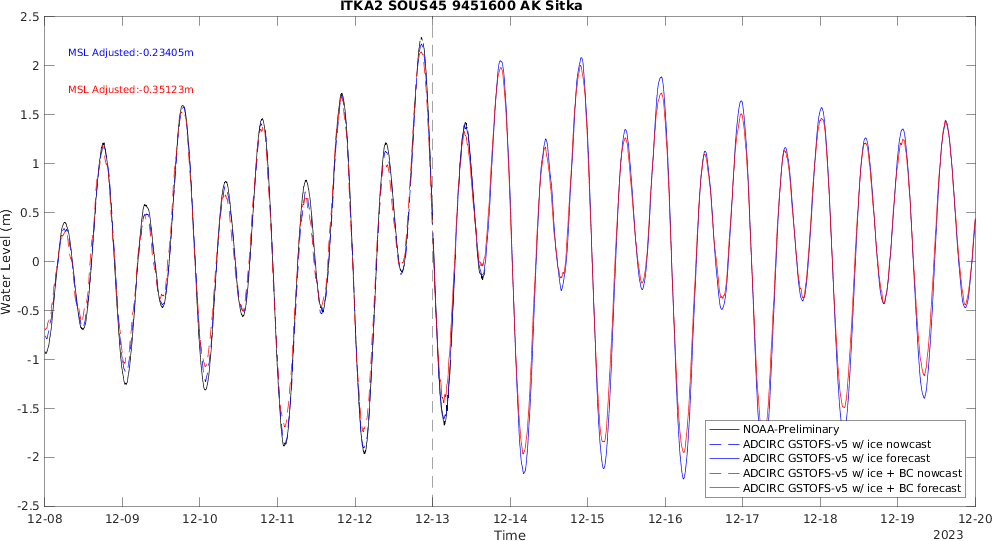 ITKA2 SOUS45 9451600 AK Sitka
MSL Adjusted:-0.23405m
MSL Adjusted:-0.35123m
Water Level (m)
2.5
2
1.5
1
0.5
0
-0.5
-1
-1.5
-2
-2.5
NOAA-Preliminary
ADCIRC GSTOFS-v5 w/ ice nowcast
ADCIRC GSTOFS-v5 w/ ice forecast
ADCIRC GSTOFS-v5 w/ ice + BC nowcast
ADCIRC GSTOFS-v5 w/ ice + BC forecast
12-08 12-09 12-10 12-11 12-12 12-13 12-14 12-15 12-16 12-17 12-18 12-19 12-20
Time
2023